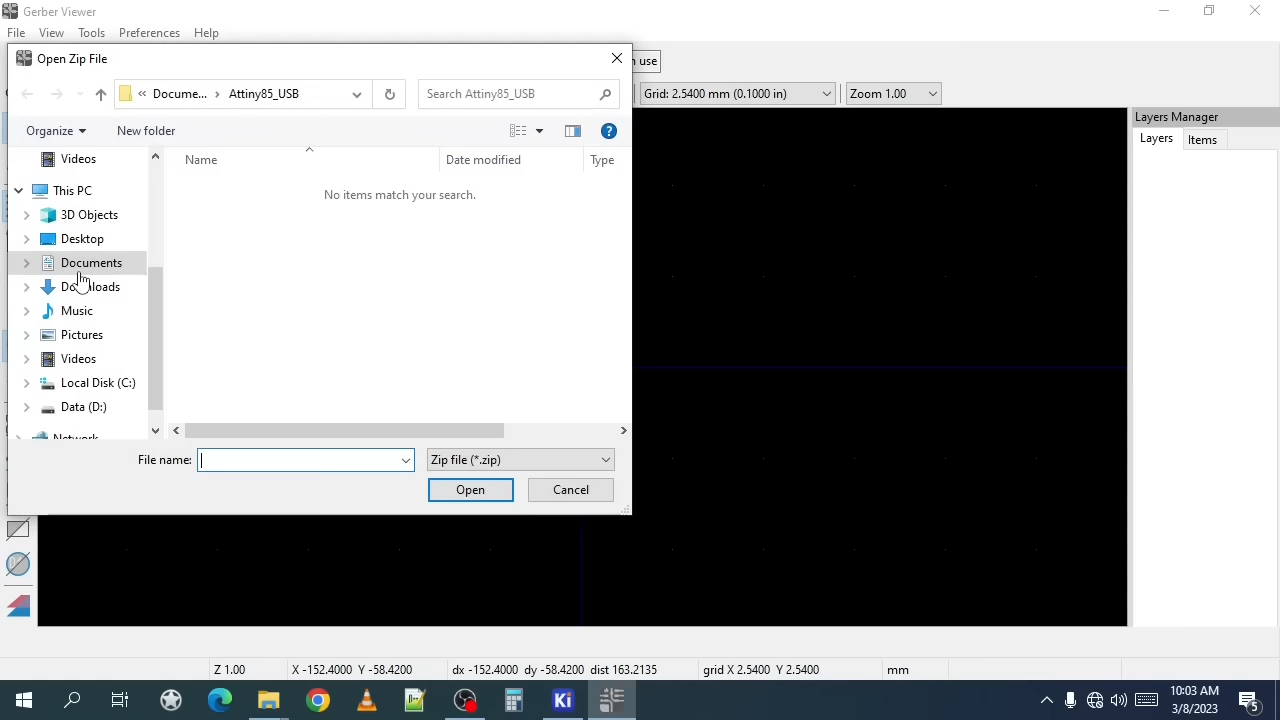 Gerber Viewer
File View Tools Preferences Help
Open Zip File
n use
Docume... Attiny85_USB
Search Attiny85_USB
Grid: 2.5400 mm (0.1000 in)
Zoom 1.00
Layers Manager
Organize New folder
Layers Items
Name Date modified Type
No items match your search.
Videos
This PC
3D Objects
Desktop
Documents
Downloads
Music
Pictures
Videos
Local Disk (C:)
Data (D:)
Network
File name: Zip file (*.zip)
Open Cancel
Z 1.00 X -152.4000 Y -58.4200 dx -152.4000 dy -58.4200 dist 163.2135 grid X 2.5400 Y 2.5400 mm
Ki
10:03 AM
3/8/2023
5